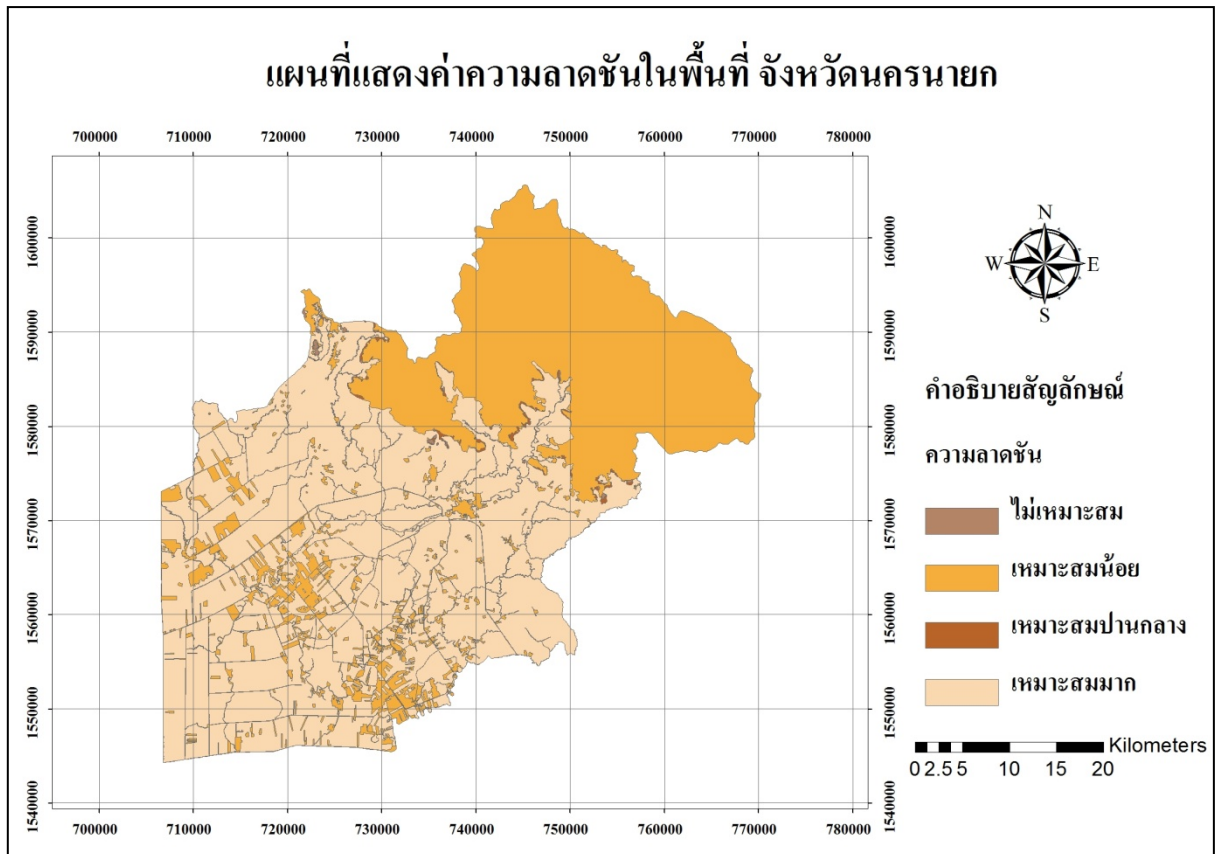 แผนที่แสดงค่าความลาดชันในพื้นที่ จังหวัดนครนายก
700000 710000 720000 730000 740000 750000 760000 770000 780000
1600000
1590000
1580000
1570000
1560000
1550000
1540000
1600000
1590000
1580000
1570000
1560000
1550000
1540000
700000 710000 720000 730000 740000 750000 760000 770000 780000
N
W E
S
คำอธิบายสัญลักษณ์
ความลาดชัน
ไม่เหมาะสม
เหมาะสมน้อย
เหมาะสมปานกลาง
เหมาะสมมาก
Kilometers
0 2.5 5 10 15 20